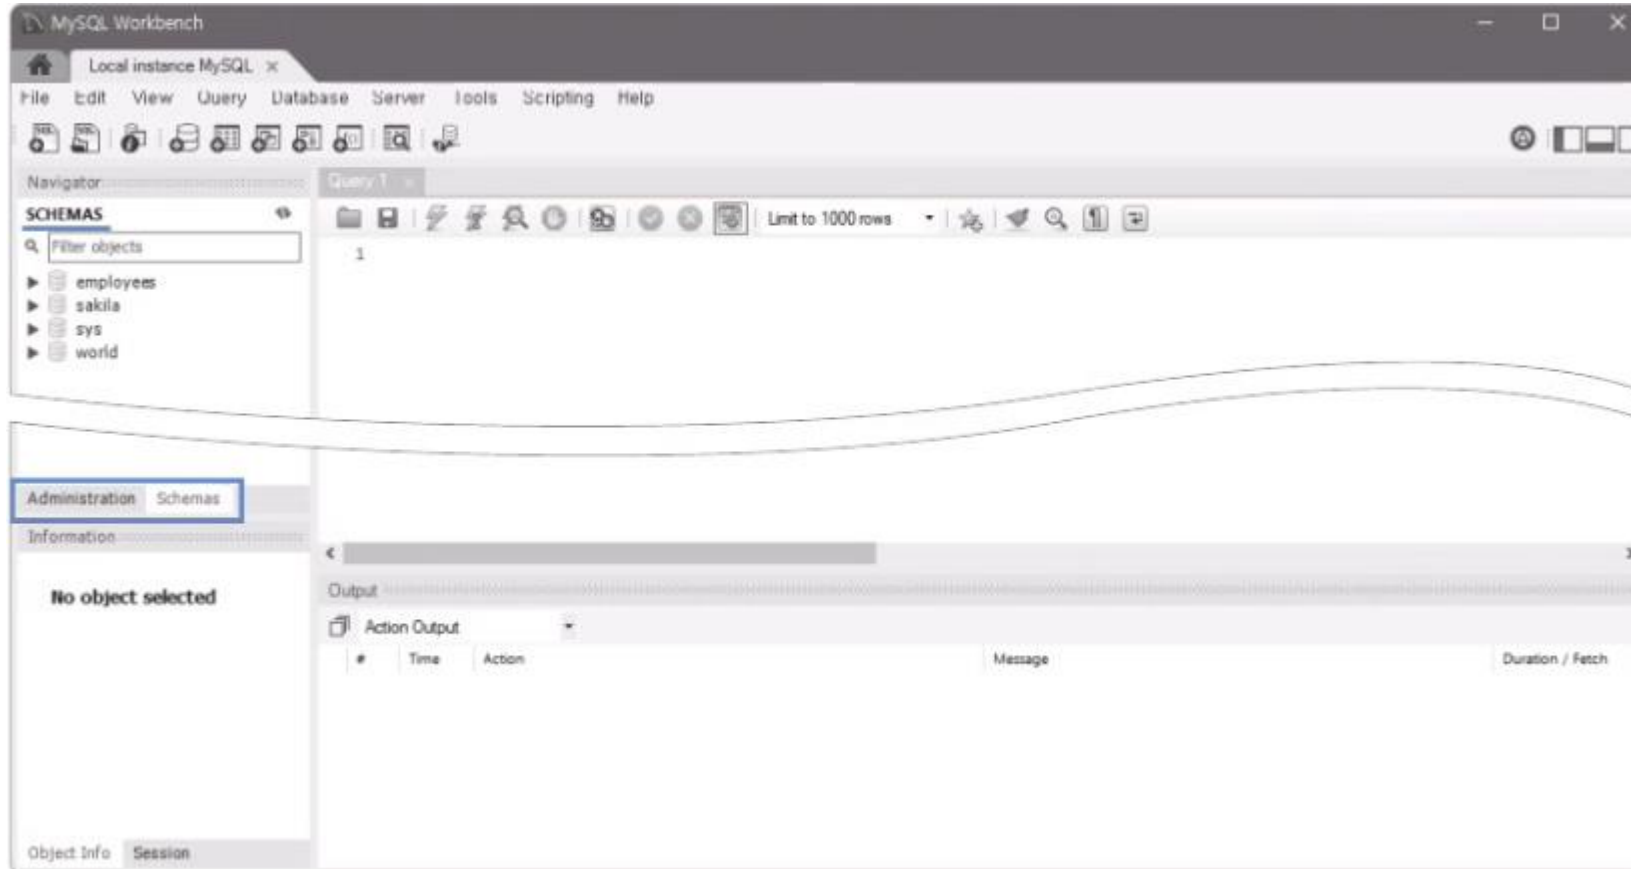 MySQL Workbench
Local instance MySQL
File Edit View Query Database Server Tools Scripting Help
Navigator
Query 1
SCHEMAS
Limit to 1000 rows
Filter objects
1
employees
sakila
sys
world
Administration Schemas
Information
No object selected
Output
Action Output
# Time Action Message Duration / Fetch
Object Info Session